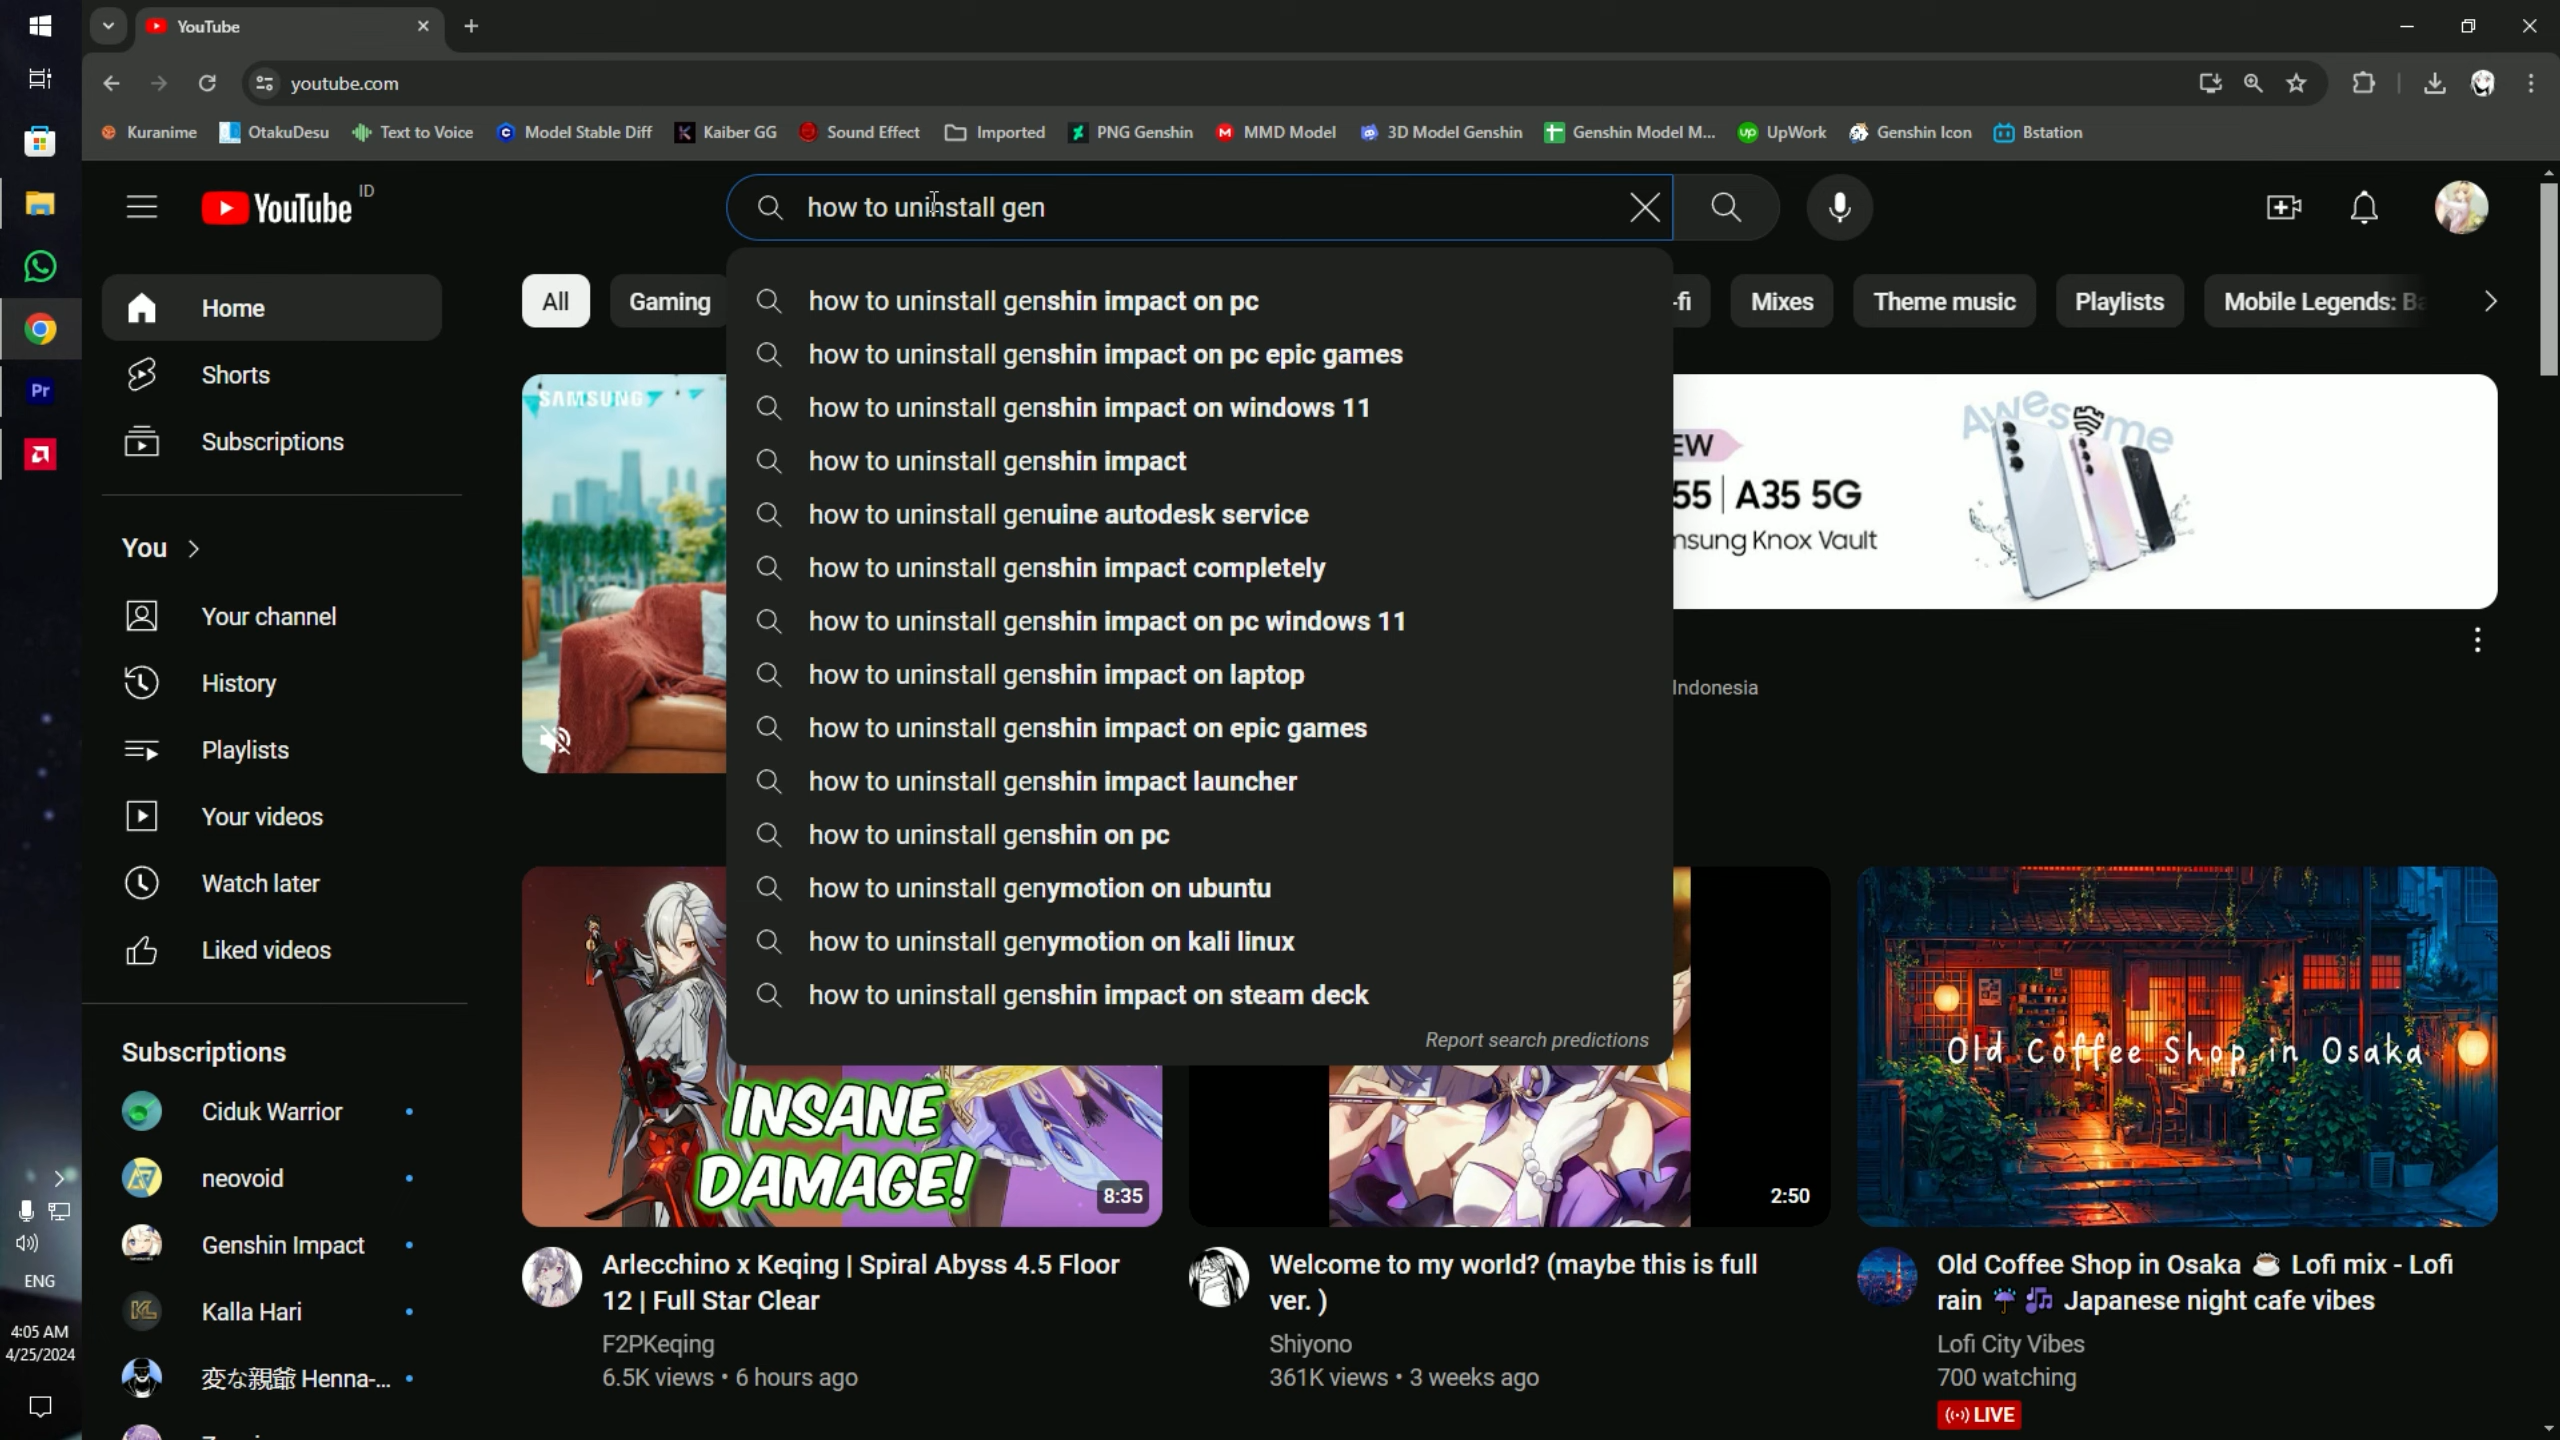 YouTube
youtube.com
Kuranime
OtakuDesu
Text to Voice
Model Stable Diff
Kaiber GG
Sound Effect
Imported
PNG Genshin
MMD Model
3D Model Genshin
Genshin Model M...
UpWork
Genshin Icon
Bstation
YouTube ID
how to uninstall gen
Home
Shorts
Subscriptions
You
Your channel
History
Playlists
Your videos
Watch later
Liked videos
Subscriptions
Ciduk Warrior
neovoid
Genshin Impact
Kalla Hari
変な親爺 Henna-...
All
Gaming
-fi
Mixes
Theme music
Playlists
Mobile Legends: Ba
how to uninstall genshin impact on pc
how to uninstall genshin impact on pc epic games
how to uninstall genshin impact on windows 11
how to uninstall genshin impact
how to uninstall genuine autodesk service
how to uninstall genshin impact completely
how to uninstall genshin impact on pc windows 11
how to uninstall genshin impact on laptop
how to uninstall genshin impact on epic games
how to uninstall genshin impact launcher
how to uninstall genshin on pc
how to uninstall genymotion on ubuntu
how to uninstall genymotion on kali linux
how to uninstall genshin impact on steam deck
Report search predictions
SAMSUNG
EW
55 | A35 5G
msung Knox Vault
Awesome
Indonesia
INSANE
DAMAGE!
8:35
Arlecchino x Keqing | Spiral Abyss 4.5 Floor
12 | Full Star Clear
F2PKeqing
6.5K views • 6 hours ago
2:50
Welcome to my world? (maybe this is full
ver. )
Shiyono
361K views • 3 weeks ago
Old Coffee Shop in Osaka
Old Coffee Shop in Osaka ☕ Lofi mix - Lofi
rain ☔ 🎶 Japanese night cafe vibes
Lofi City Vibes
700 watching
LIVE
Pr
ENG
4:05 AM
4/25/2024